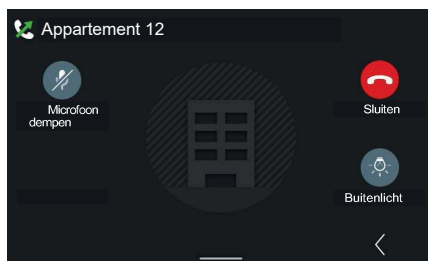 Appartement 12
Microfoon
dempen
Sluiten
Buitenlicht